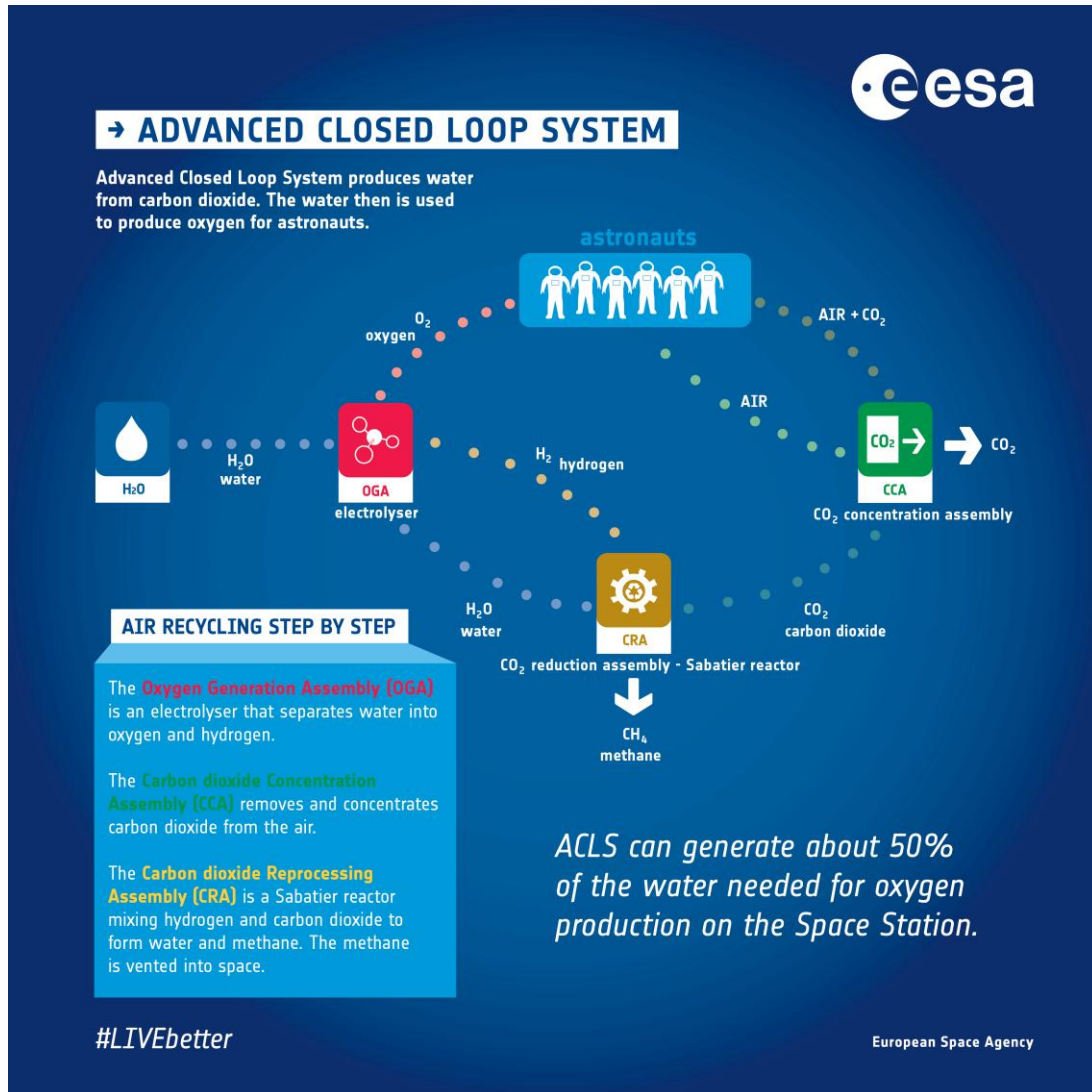 esa
→ ADVANCED CLOSED LOOP SYSTEM
Advanced Closed Loop System produces water
from carbon dioxide. The water then is used
to produce oxygen for astronauts.
astronauts
O₂
oxygen
AIR + CO₂
AIR
H₂O
H₂O
water
OGA
electrolyser
H₂
hydrogen
CO₂
CCA
CO₂ concentration assembly
CO₂
H₂O
water
CRA
CO₂ reduction assembly - Sabatier reactor
CO₂
carbon dioxide
CH₄
methane
AIR RECYCLING STEP BY STEP
The Oxygen Generation Assembly (OGA)
is an electrolyser that separates water into
oxygen and hydrogen.
The Carbon dioxide Concentration
Assembly (CCA) removes and concentrates
carbon dioxide from the air.
The Carbon dioxide Reprocessing
Assembly (CRA) is a Sabatier reactor
mixing hydrogen and carbon dioxide to
form water and methane. The methane
is vented into space.
ACLS can generate about 50%
of the water needed for oxygen
production on the Space Station.
#LIVEbetter
European Space Agency